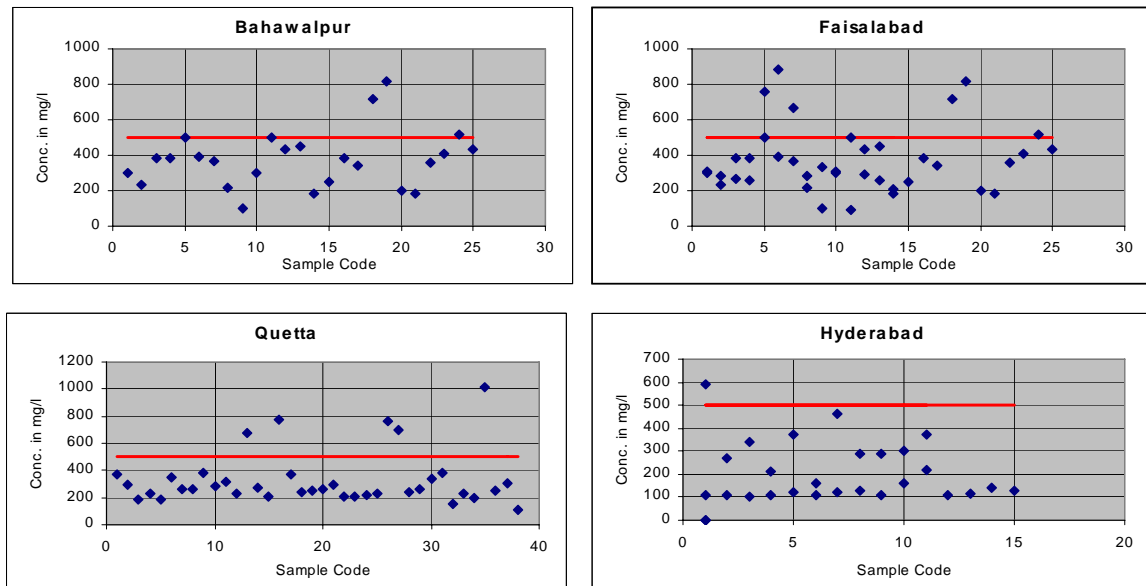 Bahawalpur
1000
800
600
400
200
0
Conc. in mg/l
0 5 10 15 20 25 30
Sample Code
Faisalabad
1000
800
600
400
200
0
Conc. in mg/l
0 5 10 15 20 25 30
Sample Code
Quetta
1200
1000
800
600
400
200
0
Conc. in mg/l
0 10 20 30 40
Sample Code
Hyderabad
700
600
500
400
300
200
100
0
Conc. in mg/l
0 5 10 15 20
Sample Code